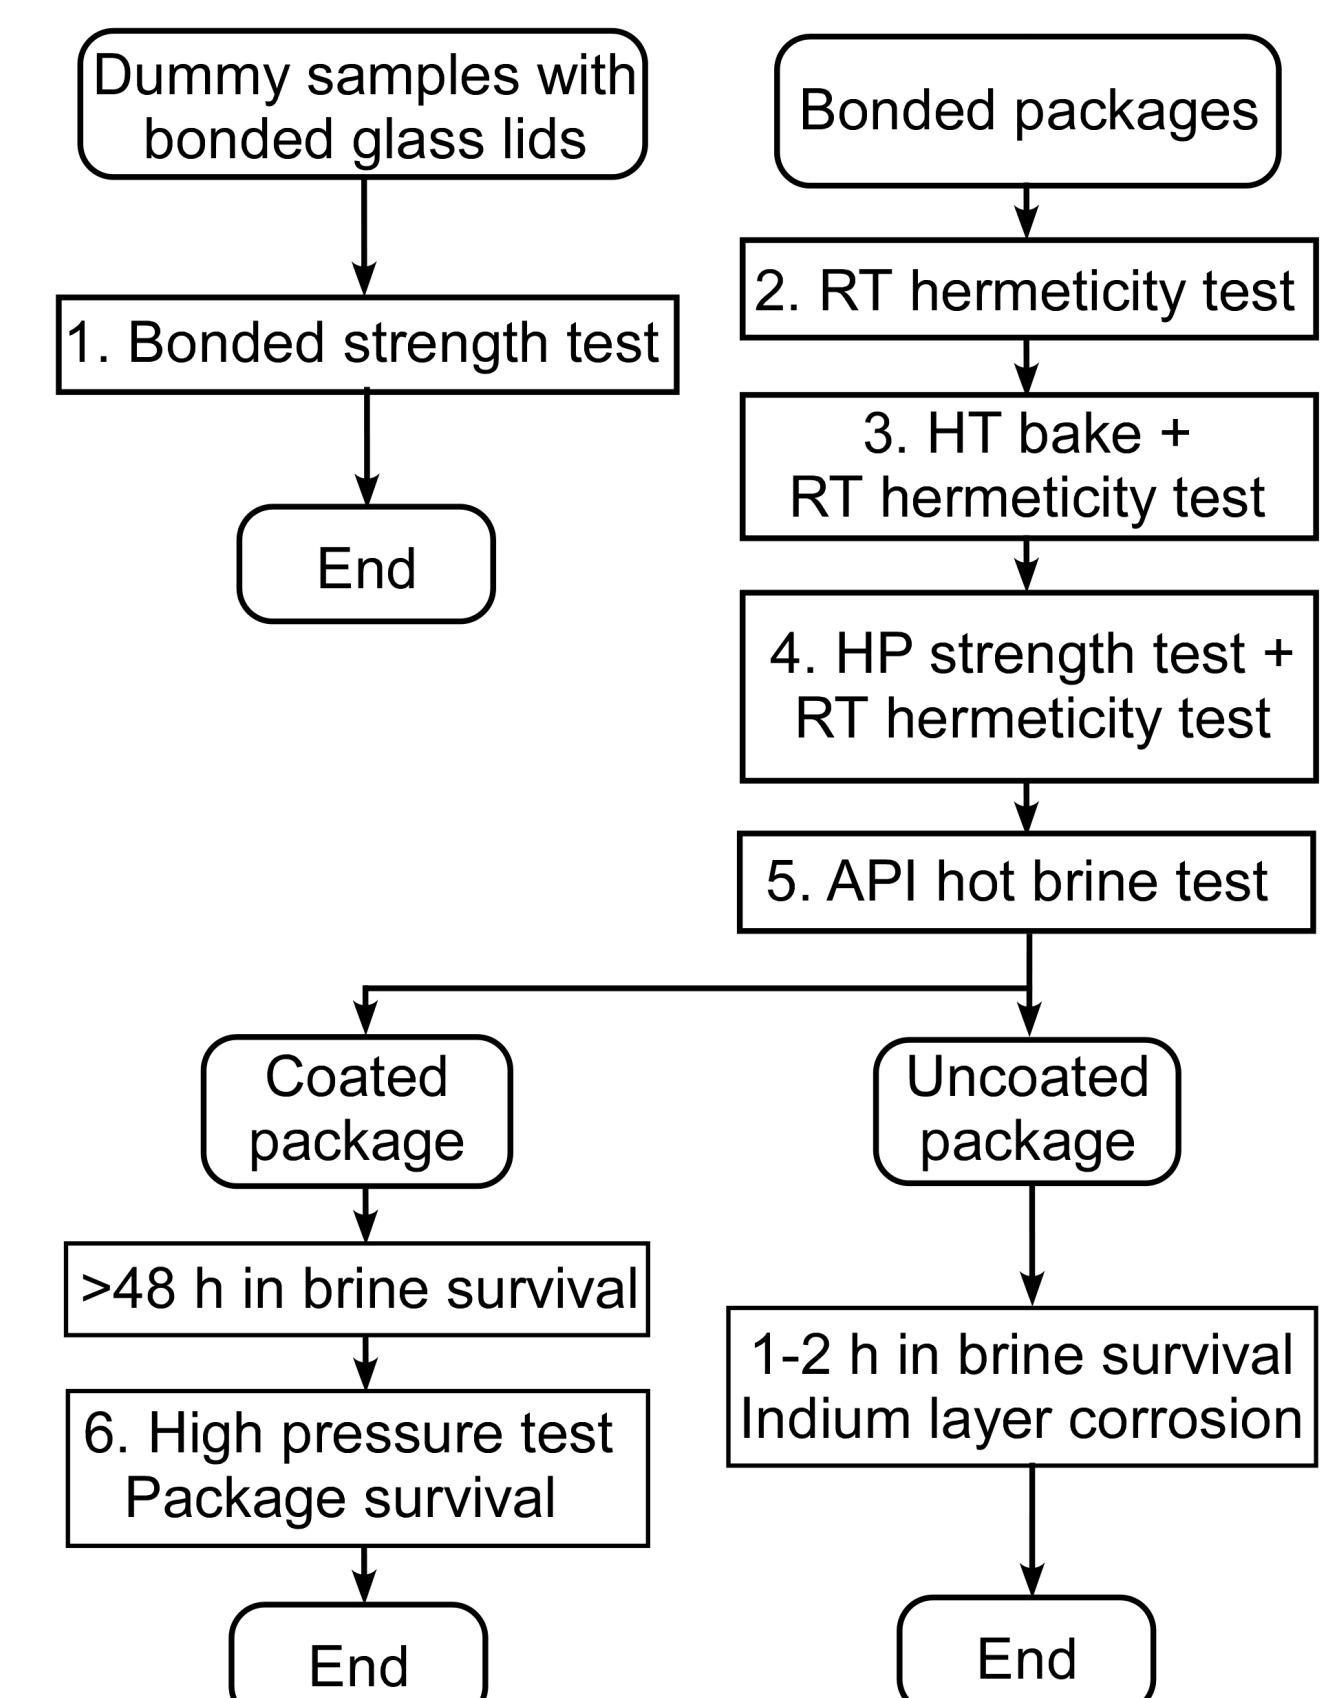 Dummy samples with
bonded glass lids
1. Bonded strength test
End
Bonded packages
2. RT hermeticity test
3. HT bake +
RT hermeticity test
4. HP strength test +
RT hermeticity test
5. API hot brine test
Coated
package
>48 h in brine survival
6. High pressure test
Package survival
End
Uncoated
package
1-2 h in brine survival
Indium layer corrosion
End